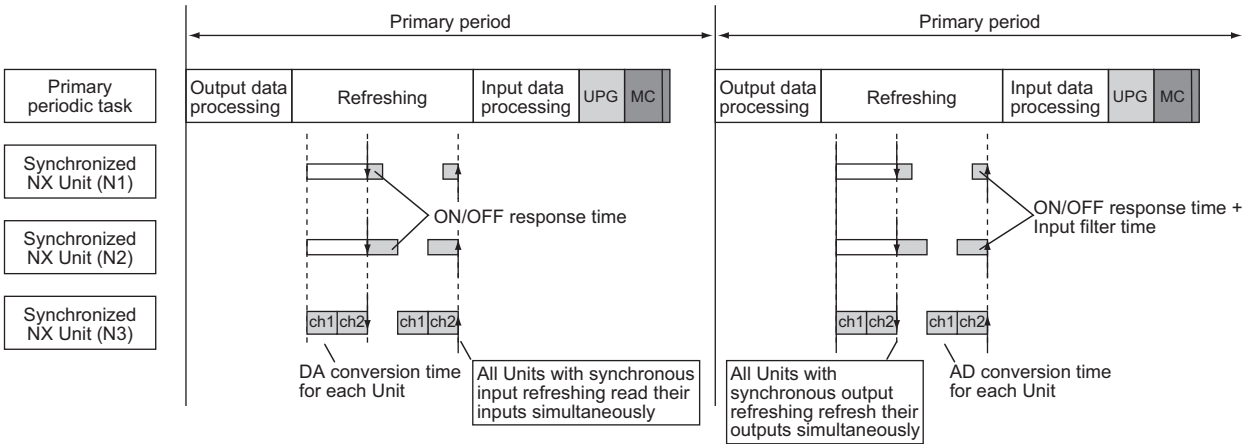 Primary period
Primary period
Primary
periodic task
Output data
processing
Refreshing
Input data
processing
UPG
MC
Output data
processing
Refreshing
Input data
processing
UPG
MC
Synchronized
NX Unit (N1)
ON/OFF response time
ON/OFF response time +
Input filter time
Synchronized
NX Unit (N2)
Synchronized
NX Unit (N3)
ch1
ch2
ch1
ch2
ch1
ch2
ch1
ch2
DA conversion time
for each Unit
All Units with synchronous
input refreshing read their
inputs simultaneously
All Units with
synchronous output
refreshing refresh their
outputs simultaneously
AD conversion time
for each Unit